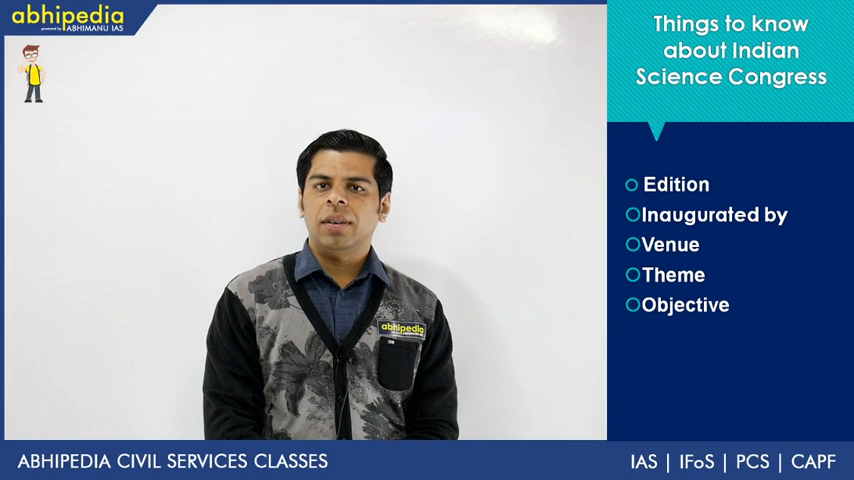 abhipedia
powered by ABHIMANU IAS
Things to know
about Indian
Science Congress
Edition
Inaugurated by
Venue
Theme
Objective
abhipedia
ABHIPEDIA CIVIL SERVICES CLASSES
IAS | IFoS | PCS | CAPF